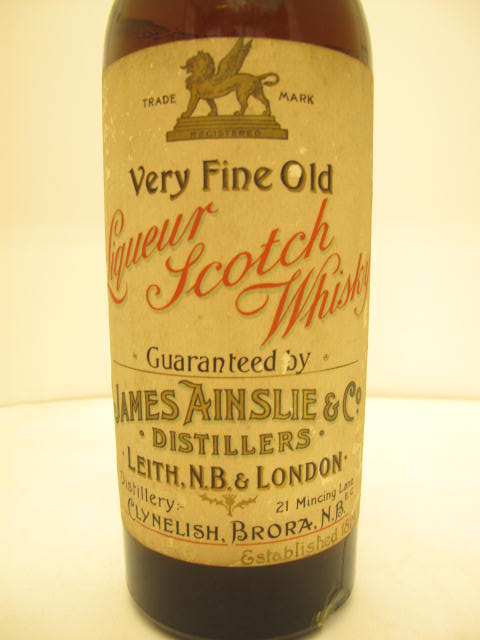 TRADE MARK
REGISTERED
Very Fine Old
Liqueur
Scotch
Whisky
Guaranteed by
JAMES AINSLIE & Co
DISTILLERS
LEITH, N.B. & LONDON
Distillery:- 21 Mincing Lane
E.C.
CLYNELISH, BRORA, N.B.
Established